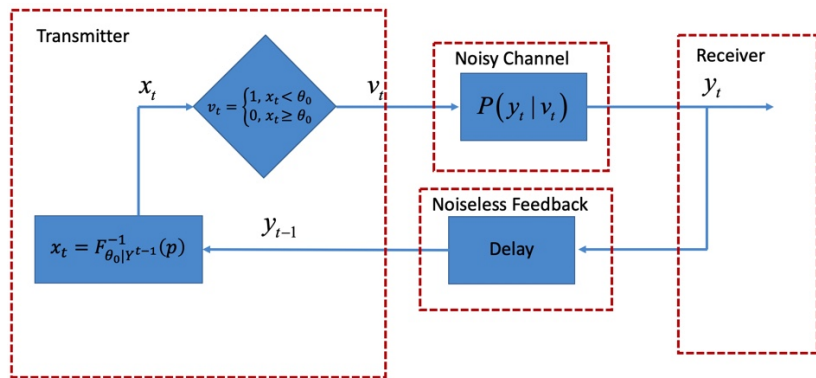 Transmitter
Noisy Channel
Receiver
x_t
v_t = {1, x_t < θ_0
0, x_t ≥ θ_0
v_t
P(y_t | v_t)
y_t
Noiseless Feedback
x_t = F^{-1}_{θ_0|Y^{t-1}}(p)
y_{t-1}
Delay